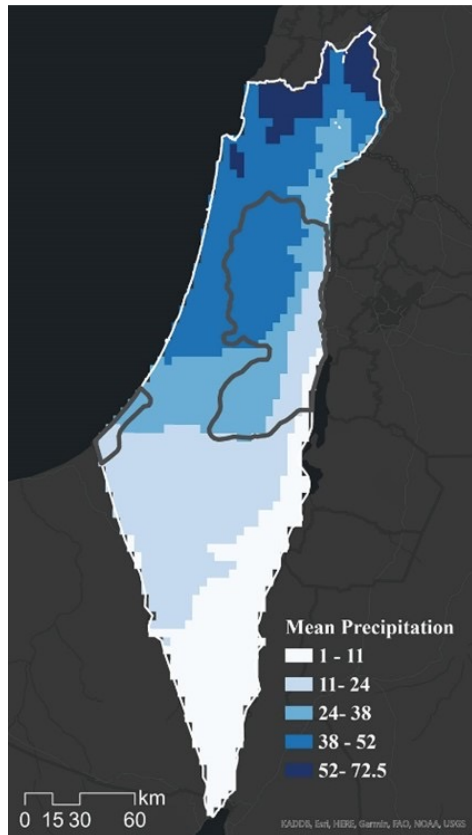 Mean Precipitation
1 - 11
11- 24
24- 38
38 - 52
52- 72.5
km
0 15 30 60
KADDB, Esri, HERE, Garmin, FAO, NOAA, USGS